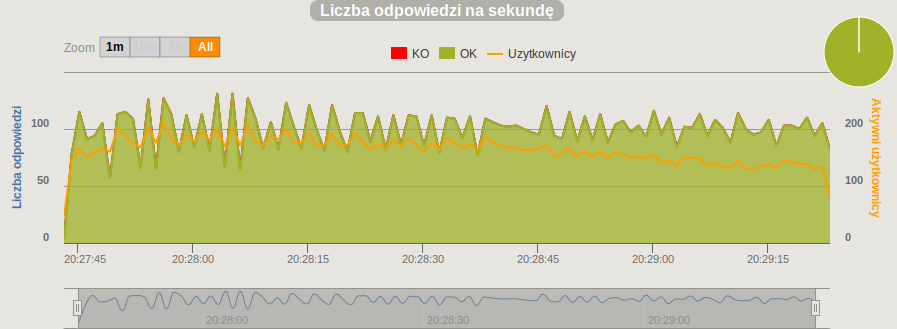 Liczba odpowiedzi na sekundę
Zoom 1m 10m 1h All
KO OK Użytkownicy
Liczba odpowiedzi
100
50
0
Aktywni użytkownicy
200
100
0
20:27:45 20:28:00 20:28:15 20:28:30 20:28:45 20:29:00 20:29:15
20:28:00 20:28:30 20:29:00